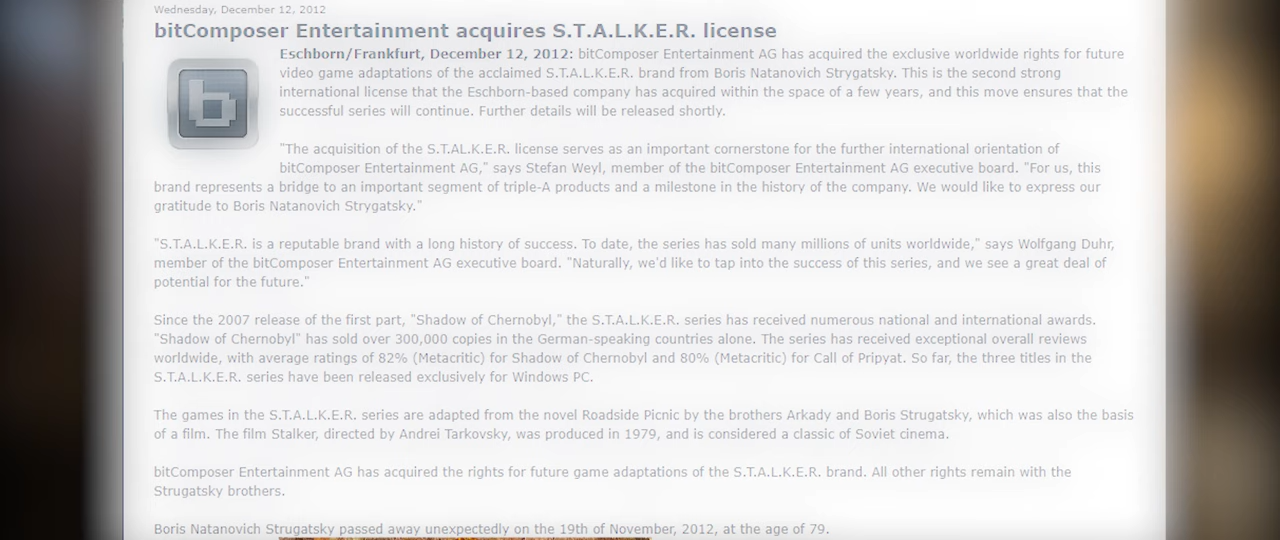 Wednesday, December 12, 2012
bitComposer Entertainment acquires S.T.A.L.K.E.R. license
Eschborn/Frankfurt, December 12, 2012: bitComposer Entertainment AG has acquired the exclusive worldwide rights for future
video game adaptations of the acclaimed S.T.A.L.K.E.R. brand from Boris Natanovich Strygatsky. This is the second strong
international license that the Eschborn-based company has acquired within the space of a few years, and this move ensures that the
successful series will continue. Further details will be released shortly.
"The acquisition of the S.T.AL.K.E.R. license serves as an important cornerstone for the further international orientation of
bitComposer Entertainment AG," says Stefan Weyl, member of the bitComposer Entertainment AG executive board. "For us, this
brand represents a bridge to an important segment of triple-A products and a milestone in the history of the company. We would like to express our
gratitude to Boris Natanovich Strygatsky."
"S.T.A.L.K.E.R. is a reputable brand with a long history of success. To date, the series has sold many millions of units worldwide," says Wolfgang Duhr,
member of the bitComposer Entertainment AG executive board. "Naturally, we'd like to tap into the success of this series, and we see a great deal of
potential for the future."
Since the 2007 release of the first part, "Shadow of Chernobyl," the S.T.A.L.K.E.R. series has received numerous national and international awards.
"Shadow of Chernobyl" has sold over 300,000 copies in the German-speaking countries alone. The series has received exceptional overall reviews
worldwide, with average ratings of 82% (Metacritic) for Shadow of Chernobyl and 80% (Metacritic) for Call of Pripyat. So far, the three titles in the
S.T.A.L.K.E.R. series have been released exclusively for Windows PC.
The games in the S.T.A.L.K.E.R. series are adapted from the novel Roadside Picnic by the brothers Arkady and Boris Strugatsky, which was also the basis
of a film. The film Stalker, directed by Andrei Tarkovsky, was produced in 1979, and is considered a classic of Soviet cinema.
bitComposer Entertainment AG has acquired the rights for future game adaptations of the S.T.A.L.K.E.R. brand. All other rights remain with the
Strugatsky brothers.
Boris Natanovich Strugatsky passed away unexpectedly on the 19th of November, 2012, at the age of 79.